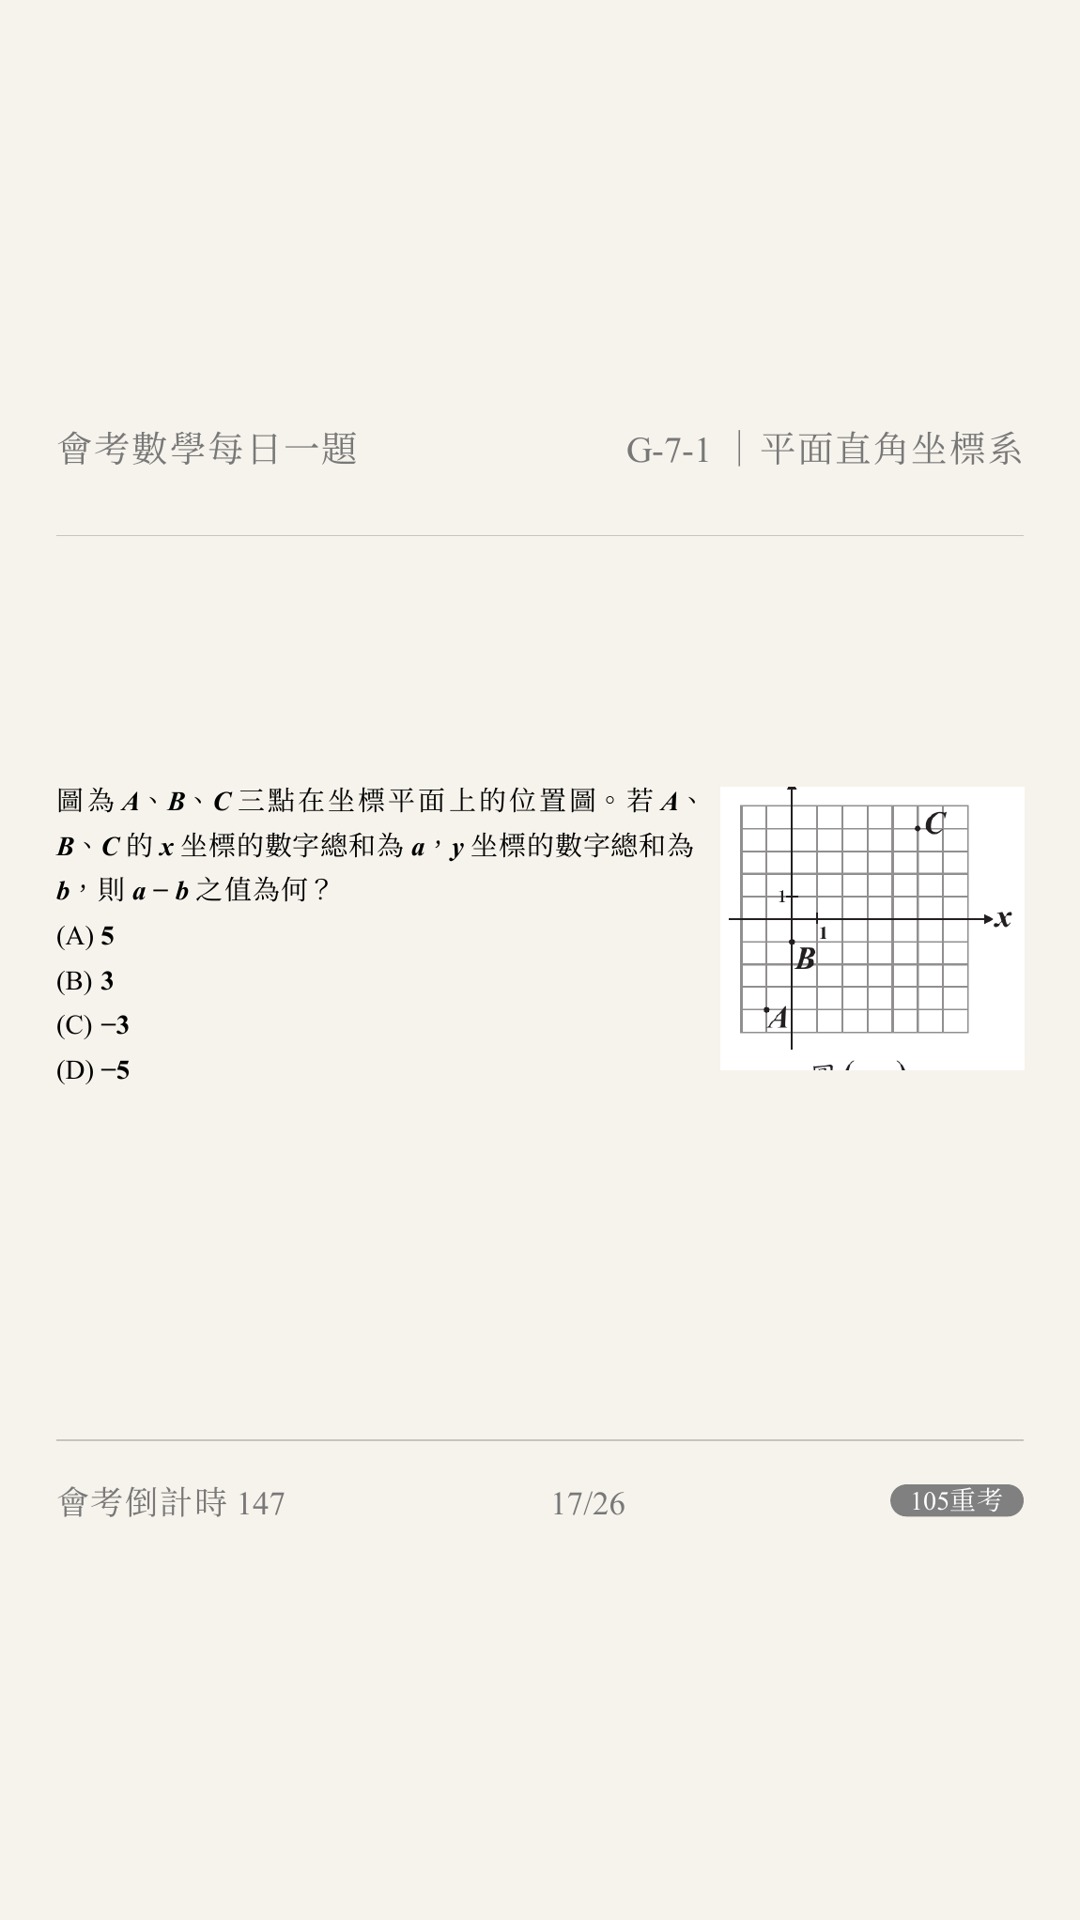 會考數學每日一題
G-7-1｜平面直角坐標系
圖為 A、B、C 三點在坐標平面上的位置圖。若 A、
B、C 的 x 坐標的數字總和為 a，y 坐標的數字總和為
b，則 a − b 之值為何？
(A) 5
(B) 3
(C) −3
(D) −5
C
1
x
1
B
A
會考倒計時 147
17/26
105重考